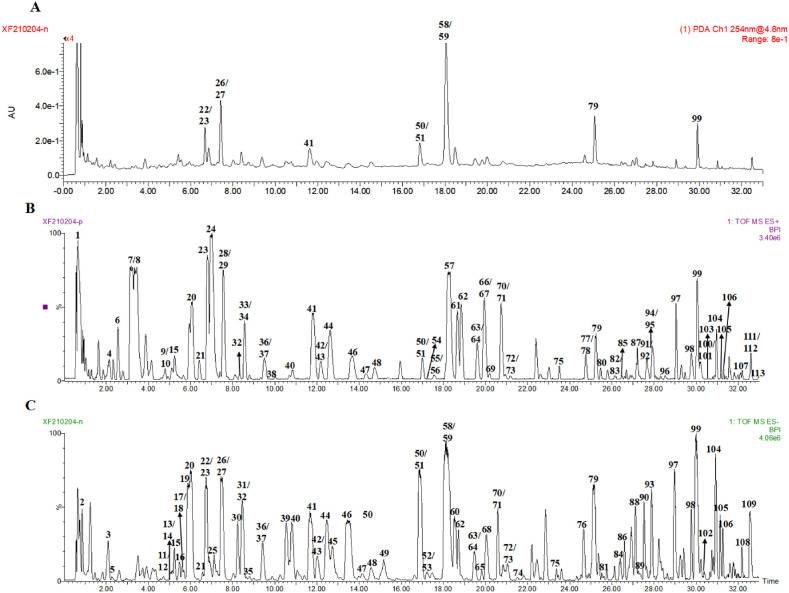 A
XF210204-n
(1) PDA Ch1 254nm@4.8nm
Range: 8e-1
x4
58/
59
26/
27
22/
23
41
50/
51
79
99
AU
6.0e-1
4.0e-1
2.0e-1
0.0
-0.00 2.00 4.00 6.00 8.00 10.00 12.00 14.00 16.00 18.00 20.00 22.00 24.00 26.00 28.00 30.00 32.00
B
XF210204-p
1: TOF MS ES+
BPI
3.40e6
100
%
0
1 4 6 7/8 9/
10 15 20 21 23 24 28/
29 32 33/
34 36/
37 38 40 41 42/
43 44 46 47 48 50/
51 54 55/
56 57 61 62 63/
64 66/
67 69 70/
71 72/
73 75 77/
78 79 80 82/
83 85 87 91/
92 94/
95 96 97 98 99 100/
101 103 104 105 106 107 111/
112 113
2.00 4.00 6.00 8.00 10.00 12.00 14.00 16.00 18.00 20.00 22.00 24.00 26.00 28.00 30.00 32.00
C
XF210204-n
1: TOF MS ES-
BPI
4.06e6
100
%
0
2 3 5 11/
12 13/
14 15 16 17/
18 19 20 21 22/
23 25 26/
27 30 31/
32 35 36/
37 39 40 41 42/
43 44 45 46 47 48 49 50 50/
51 52/
53 58/
59 60 62 63/
64 65 68 70/
71 72/
73 74 75 76 79 81 84 86 88 89 90 93 97 98 99 102 104 105 106 108 109
2.00 4.00 6.00 8.00 10.00 12.00 14.00 16.00 18.00 20.00 22.00 24.00 26.00 28.00 30.00 32.00
Time